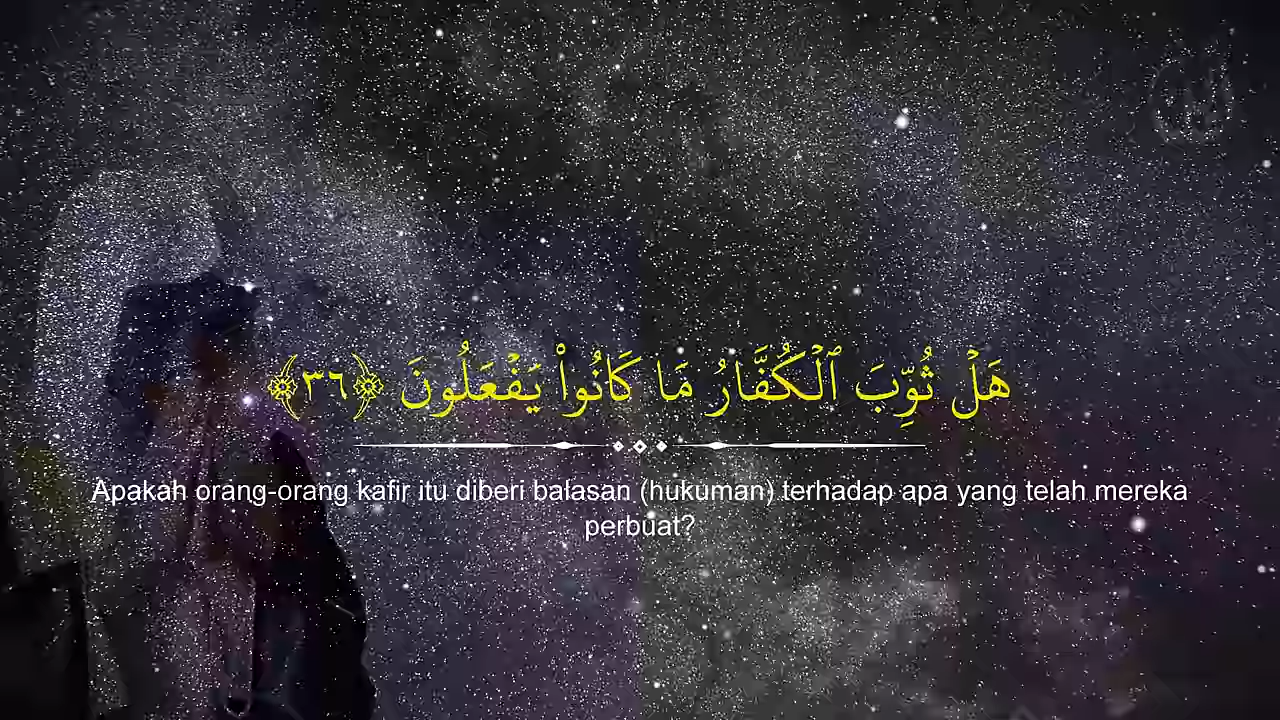 هَلْ ثُوِّبَ ٱلْكُفَّارُ مَا كَانُوا۟ يَفْعَلُونَ ﴿٣٦﴾
Apakah orang-orang kafir itu diberi balasan (hukuman) terhadap apa yang telah mereka
perbuat?